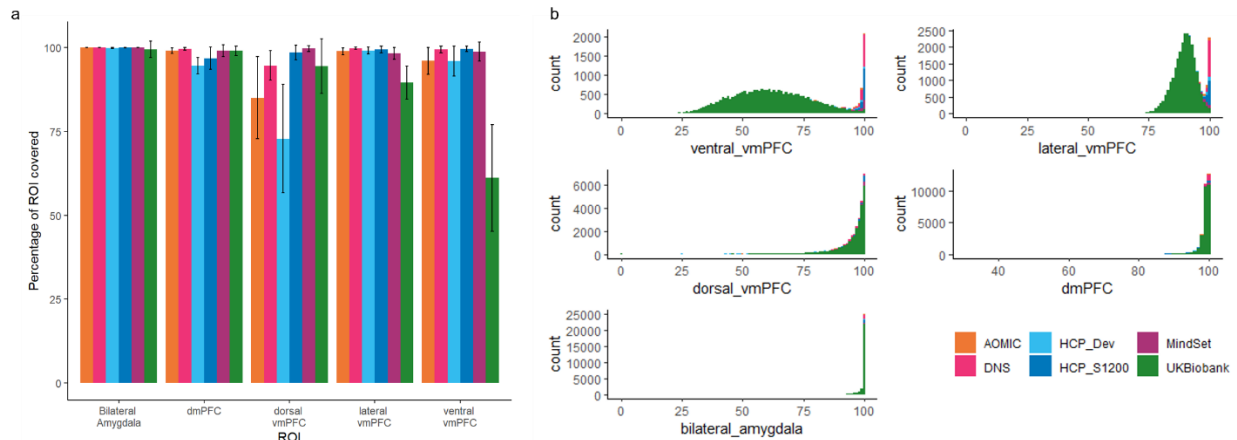 a
Percentage of ROI covered
100
75
50
25
0
Bilateral
Amygdala
dmPFC
dorsal
vmPFC
lateral
vmPFC
ventral
vmPFC
ROI
b
count
2000
1500
1000
500
0
0 25 50 75 100
ventral_vmPFC
count
2500
2000
1500
1000
500
0
0 25 50 75 100
lateral_vmPFC
count
6000
4000
2000
0
0 25 50 75 100
dorsal_vmPFC
count
10000
5000
0
40 60 80 100
dmPFC
count
25000
20000
15000
10000
5000
0
0 25 50 75 100
bilateral_amygdala
AOMIC HCP_Dev MindSet
DNS HCP_S1200 UKBiobank